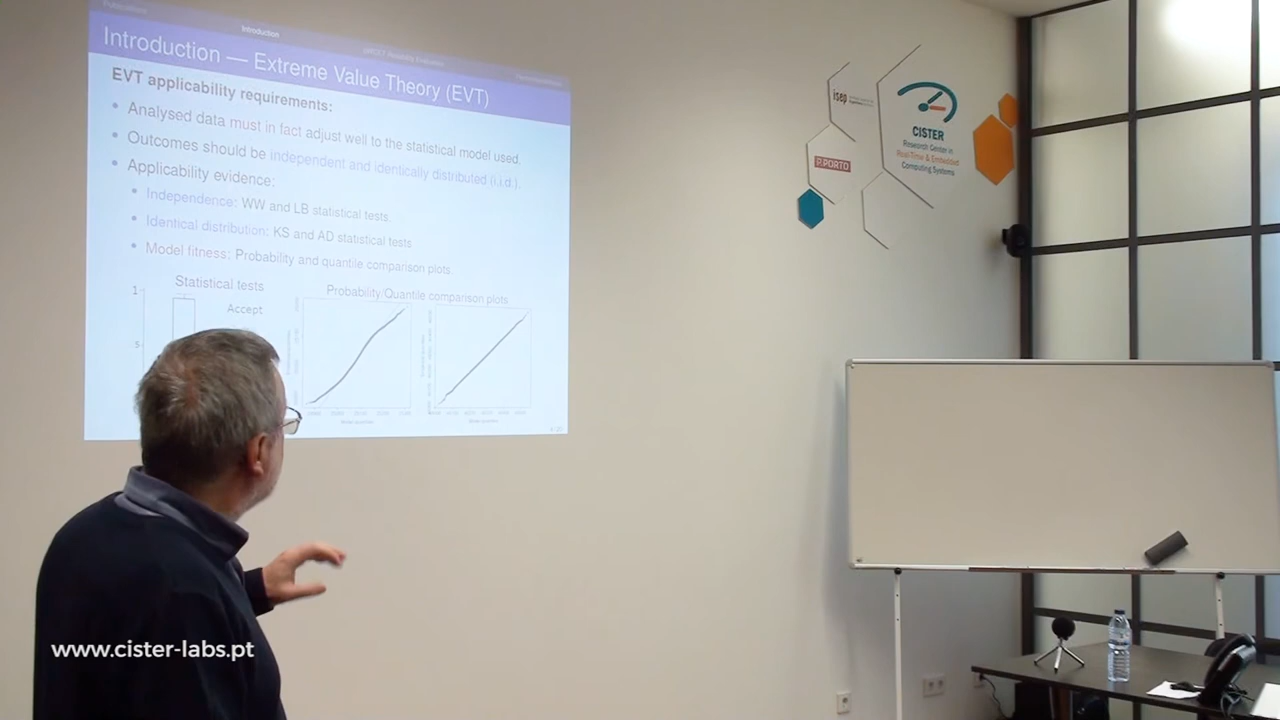 Publications
Introduction
Introduction — Extreme Value Theory (EVT)
EVT applicability requirements:
Analysed data must in fact adjust well to the statistical model used.
Outcomes should be independent and identically distributed (i.i.d.).
Applicability evidence:
Independence: WW and LB statistical tests.
Identical distribution: KS and AD statistical tests
Model fitness: Probability and quantile comparison plots.
Statistical tests
Probability/Quantile comparison plots
1
Accept
isep
P.PORTO
CISTER
Research Center in
Real-Time & Embedded
Computing Systems
www.cister-labs.pt